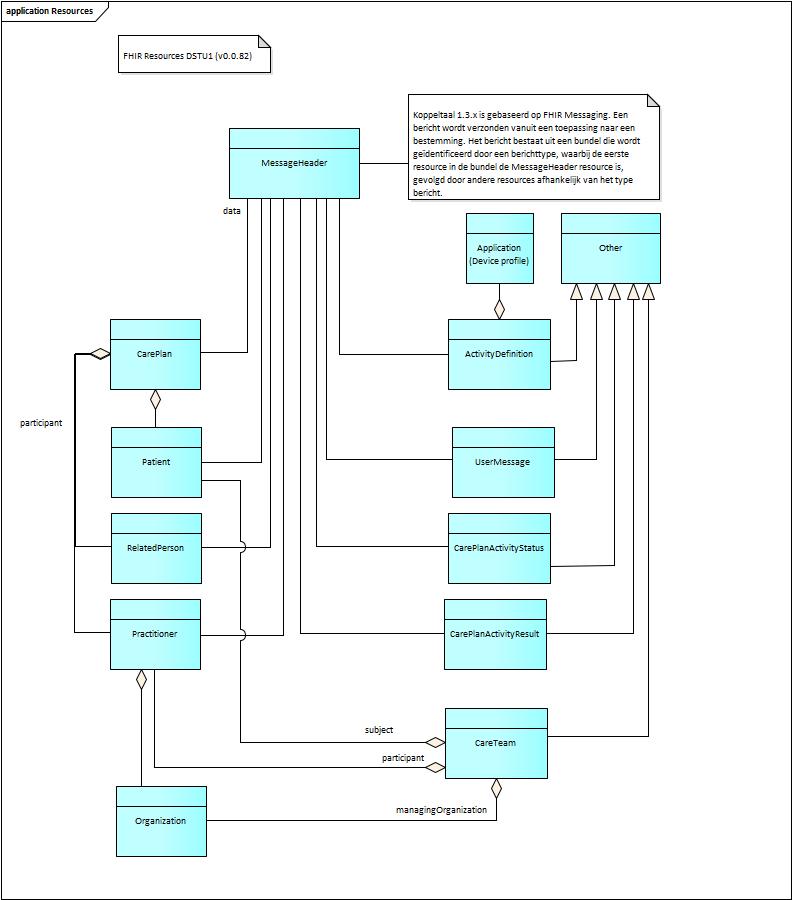 application Resources
FHIR Resources DSTU1 (v0.0.82)
Koppeltaal 1.3.x is gebaseerd op FHIR Messaging. Een
bericht wordt verzonden vanuit een toepassing naar een
bestemming. Het bericht bestaat uit een bundel die wordt
geïdentificeerd door een berichttype, waarbij de eerste
resource in de bundel de MessageHeader resource is,
gevolgd door andere resources afhankelijk van het type
bericht.
MessageHeader
data
Application
(Device profile)
Other
CarePlan
ActivityDefinition
participant
Patient
UserMessage
RelatedPerson
CarePlanActivityStatus
Practitioner
CarePlanActivityResult
subject
CareTeam
participant
managingOrganization
Organization